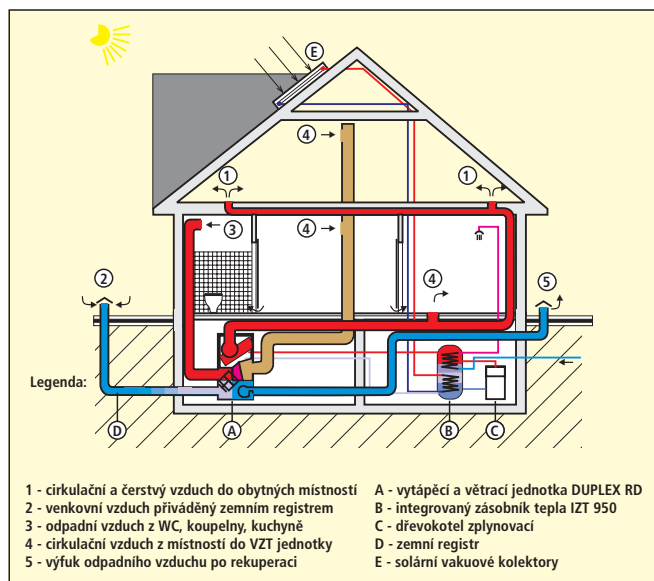 E
4
1
1
3
4
2
4
5
Legenda:
D
A
B
C
1 - cirkulační a čerstvý vzduch do obytných místností
2 - venkovní vzduch přiváděný zemním registrem
3 - odpadní vzduch z WC, koupelny, kuchyně
4 - cirkulační vzduch z místností do VZT jednotky
5 - výfuk odpadního vzduchu po rekuperaci
A - vytápěcí a větrací jednotka DUPLEX RD
B - integrovaný zásobník tepla IZT 950
C - dřevokotel zplynovací
D - zemní registr
E - solární vakuové kolektory